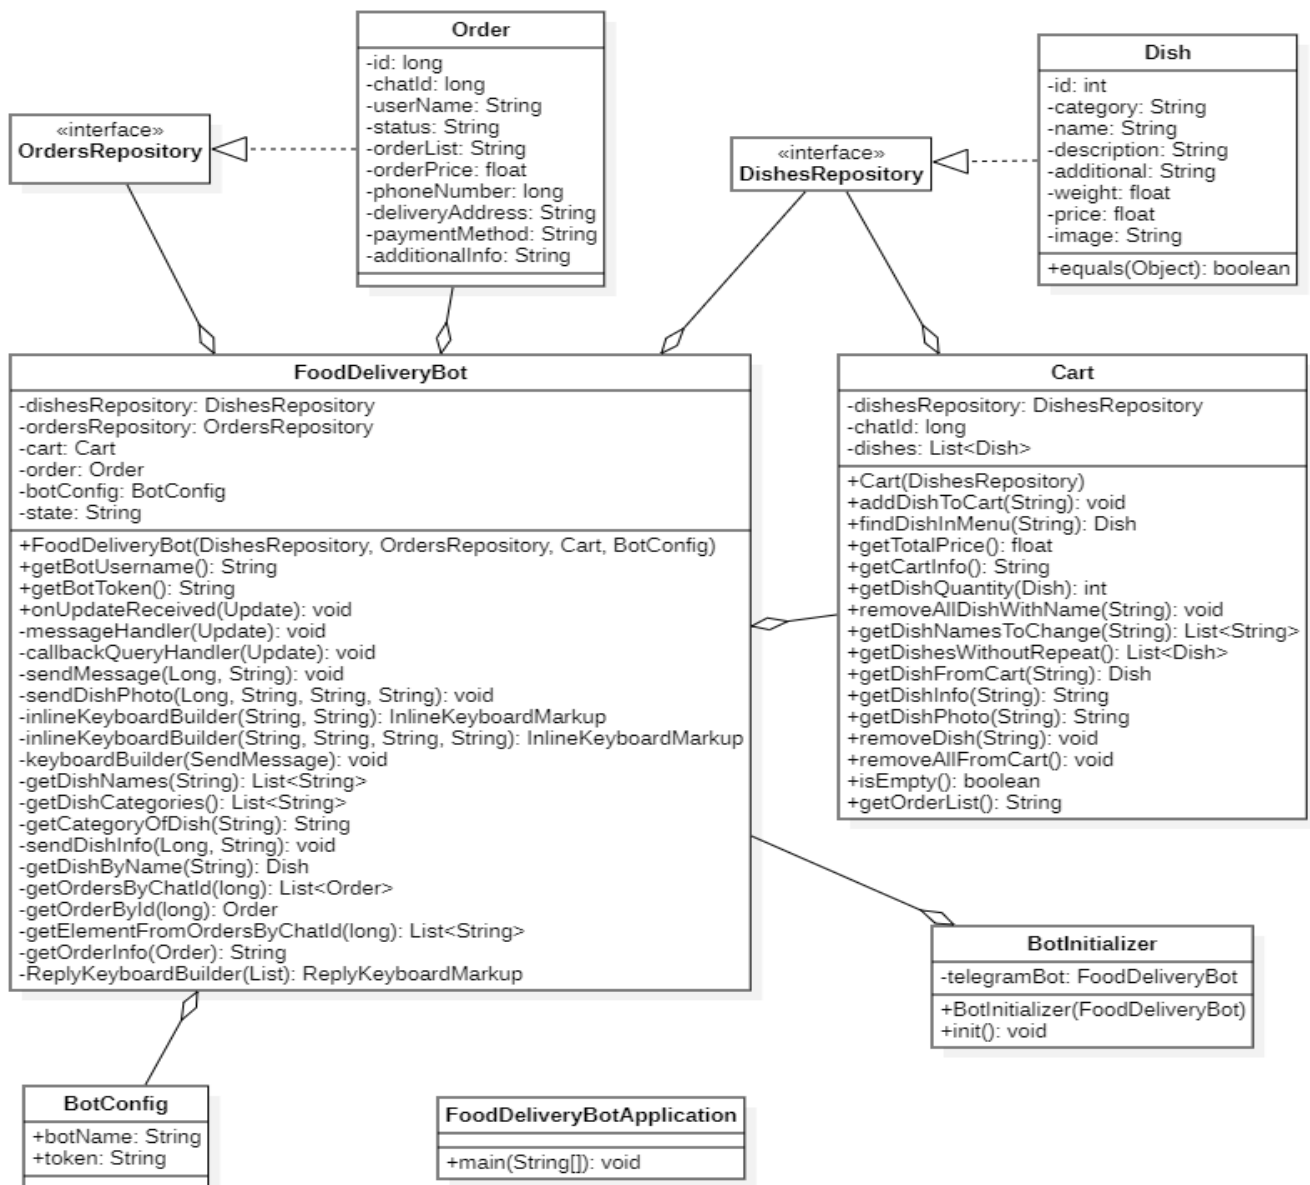 Order
-id: long
-chatId: long
-userName: String
-status: String
-orderList: String
-orderPrice: float
-phoneNumber: long
-deliveryAddress: String
-paymentMethod: String
-additionalInfo: String
«interface»
OrdersRepository
«interface»
DishesRepository
Dish
-id: int
-category: String
-name: String
-description: String
-additional: String
-weight: float
-price: float
-image: String
+equals(Object): boolean
FoodDeliveryBot
-dishesRepository: DishesRepository
-ordersRepository: OrdersRepository
-cart: Cart
-order: Order
-botConfig: BotConfig
-state: String
+FoodDeliveryBot(DishesRepository, OrdersRepository, Cart, BotConfig)
+getBotUsername(): String
+getBotToken(): String
+onUpdateReceived(Update): void
-messageHandler(Update): void
-callbackQueryHandler(Update): void
-sendMessage(Long, String): void
-sendDishPhoto(Long, String, String, String): void
-inlineKeyboardBuilder(String, String): InlineKeyboardMarkup
-inlineKeyboardBuilder(String, String, String, String): InlineKeyboardMarkup
-keyboardBuilder(SendMessage): void
-getDishNames(String): List<String>
-getDishCategories(): List<String>
-getCategoryOfDish(String): String
-sendDishInfo(Long, String): void
-getDishByName(String): Dish
-getOrdersByChatId(long): List<Order>
-getOrderById(long): Order
-getElementFromOrdersByChatId(long): List<String>
-getOrderInfo(Order): String
-ReplyKeyboardBuilder(List): ReplyKeyboardMarkup
Cart
-dishesRepository: DishesRepository
-chatId: long
-dishes: List<Dish>
+Cart(DishesRepository)
+addDishToCart(String): void
+findDishInMenu(String): Dish
+getTotalPrice(): float
+getCartInfo(): String
+getDishQuantity(Dish): int
+removeAllDishWithName(String): void
+getDishNamesToChange(String): List<String>
+getDishesWithoutRepeat(): List<Dish>
+getDishFromCart(String): Dish
+getDishInfo(String): String
+getDishPhoto(String): String
+removeDish(String): void
+removeAllFromCart(): void
+isEmpty(): boolean
+getOrderList(): String
BotInitializer
-telegramBot: FoodDeliveryBot
+BotInitializer(FoodDeliveryBot)
+init(): void
BotConfig
+botName: String
+token: String
FoodDeliveryBotApplication
+main(String[]): void